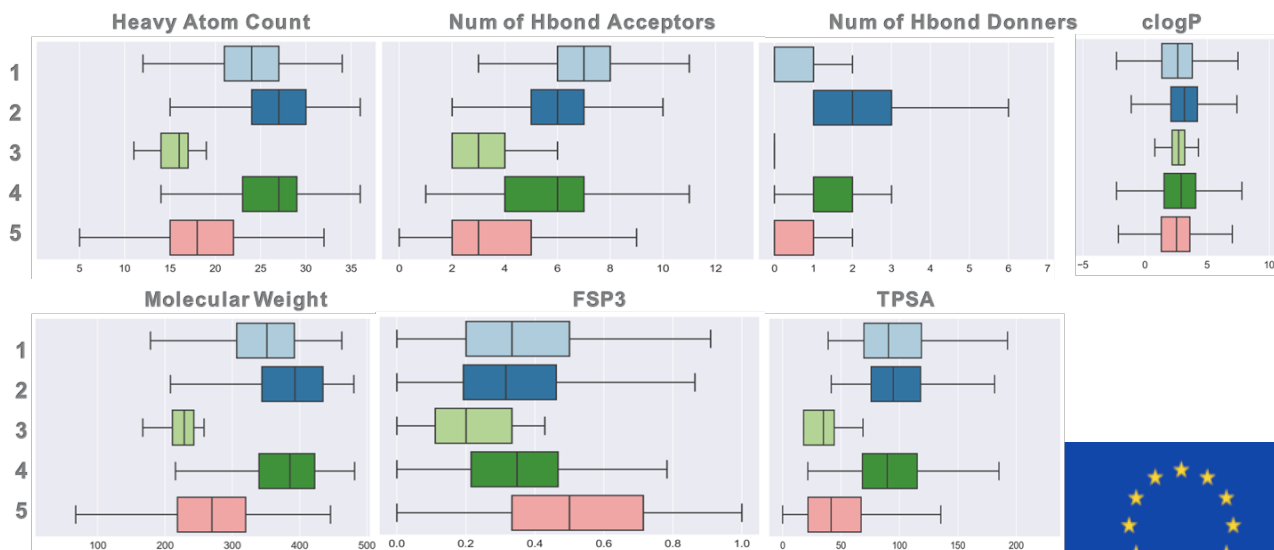 Heavy Atom Count Num of Hbond Acceptors Num of Hbond Donners clogP
1
2
3
4
5
5 10 15 20 25 30 35 0 2 4 6 8 10 12 0 1 2 3 4 5 6 7 −5 0 5 10
Molecular Weight FSP3 TPSA
1
2
3
4
5
100 200 300 400 500 0.0 0.2 0.4 0.6 0.8 1.0 0 50 100 150 200